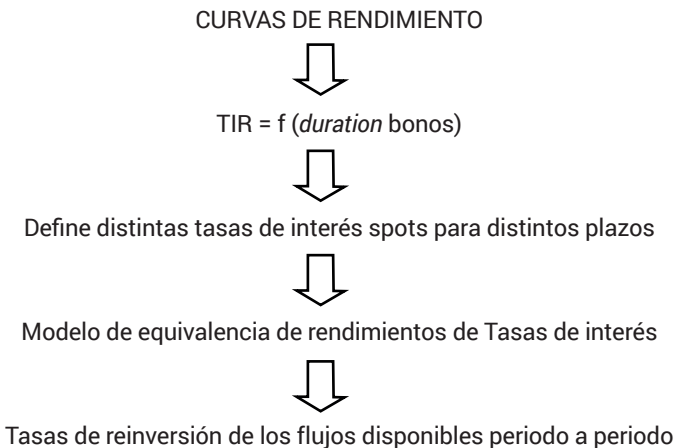 CURVAS DE RENDIMIENTO
TIR = f (duration bonos)
Define distintas tasas de interés spots para distintos plazos
Modelo de equivalencia de rendimientos de Tasas de interés
Tasas de reinversión de los flujos disponibles periodo a periodo